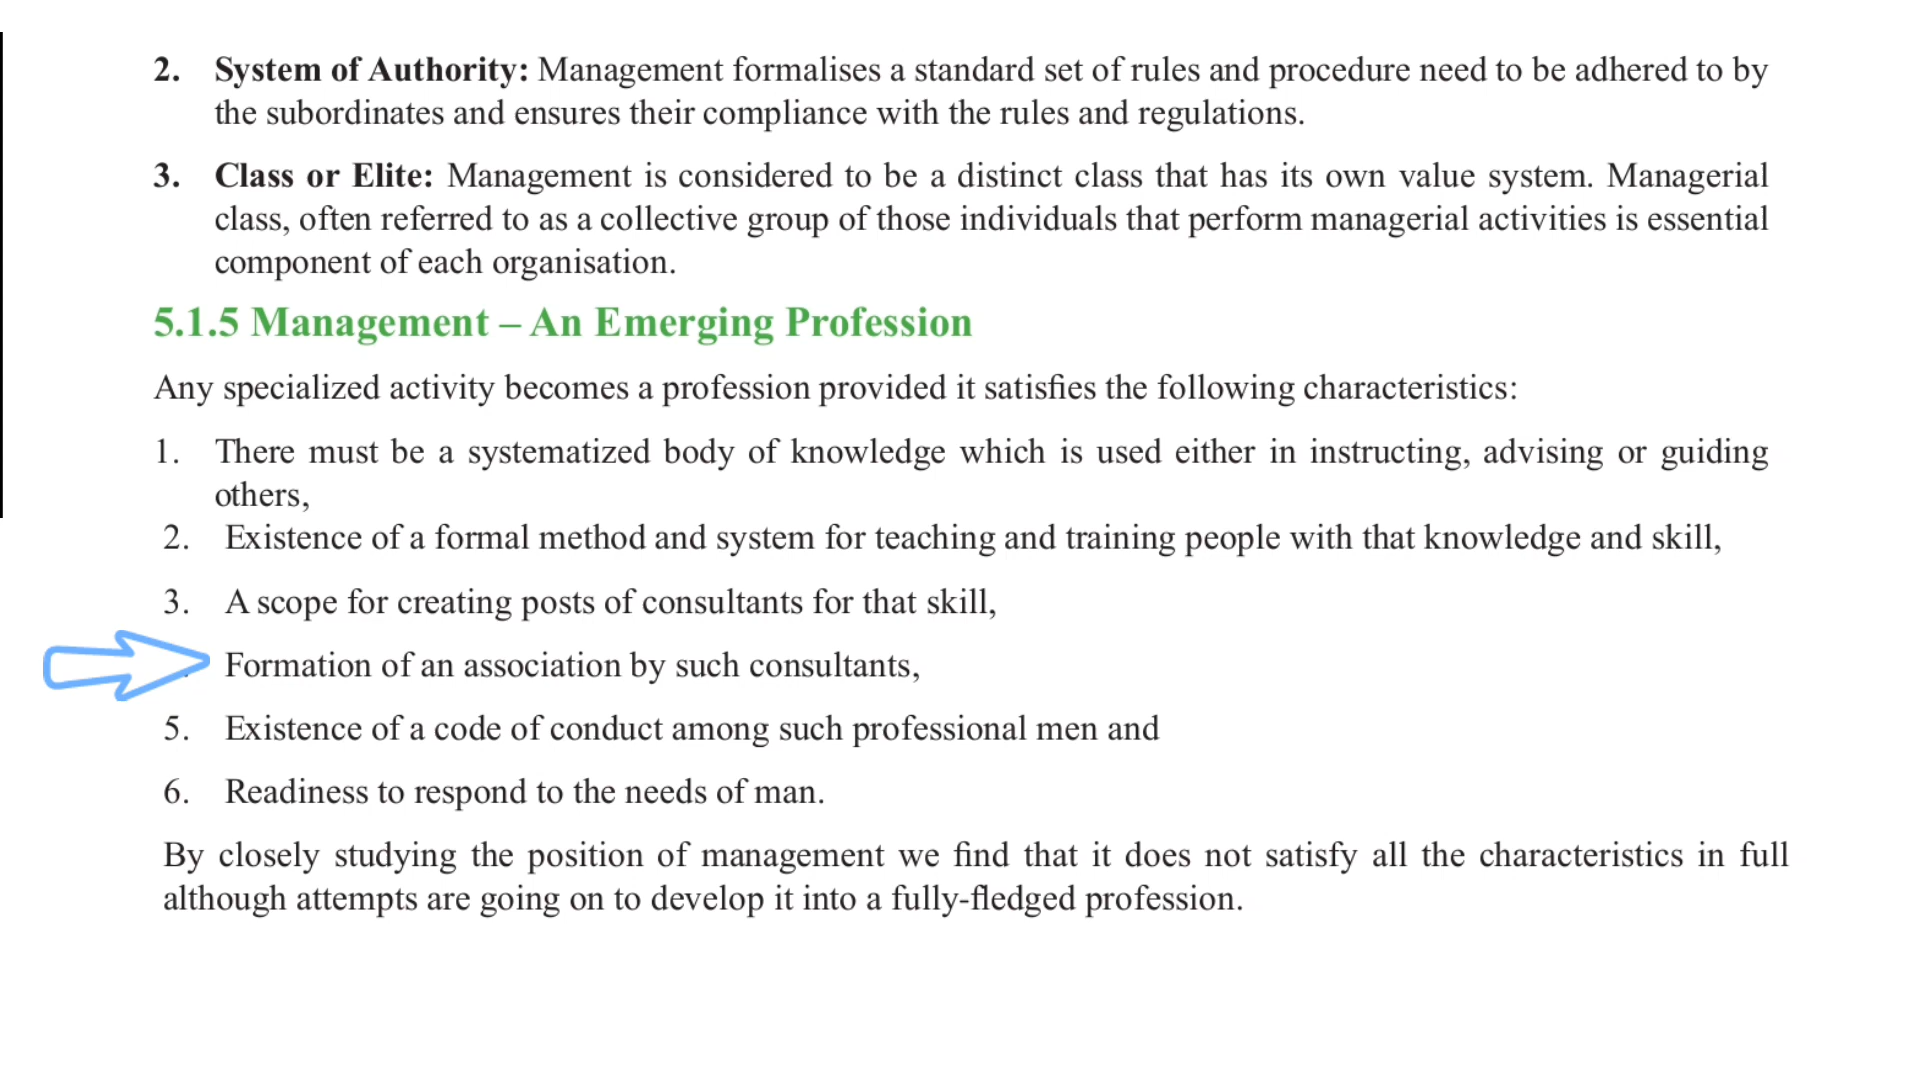 2. System of Authority: Management formalises a standard set of rules and procedure need to be adhered to by
the subordinates and ensures their compliance with the rules and regulations.
3. Class or Elite: Management is considered to be a distinct class that has its own value system. Managerial
class, often referred to as a collective group of those individuals that perform managerial activities is essential
component of each organisation.
5.1.5 Management – An Emerging Profession
Any specialized activity becomes a profession provided it satisfies the following characteristics:
1. There must be a systematized body of knowledge which is used either in instructing, advising or guiding
others,
2. Existence of a formal method and system for teaching and training people with that knowledge and skill,
3. A scope for creating posts of consultants for that skill,
Formation of an association by such consultants,
5. Existence of a code of conduct among such professional men and
6. Readiness to respond to the needs of man.
By closely studying the position of management we find that it does not satisfy all the characteristics in full
although attempts are going on to develop it into a fully-fledged profession.